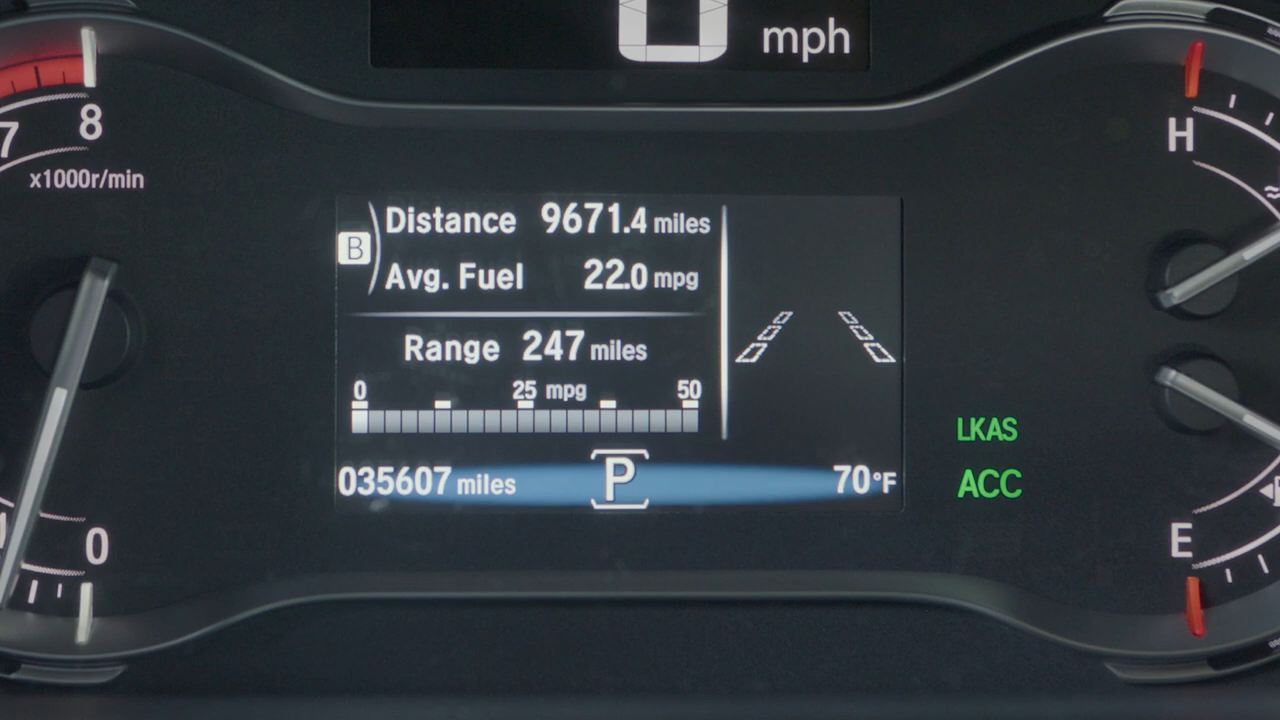 0 mph
7 8
x1000r/min
H
B Distance 9671.4 miles
Avg. Fuel 22.0 mpg
Range 247 miles
0 25 mpg 50
035607 miles P 70°F
LKAS
ACC
0
E